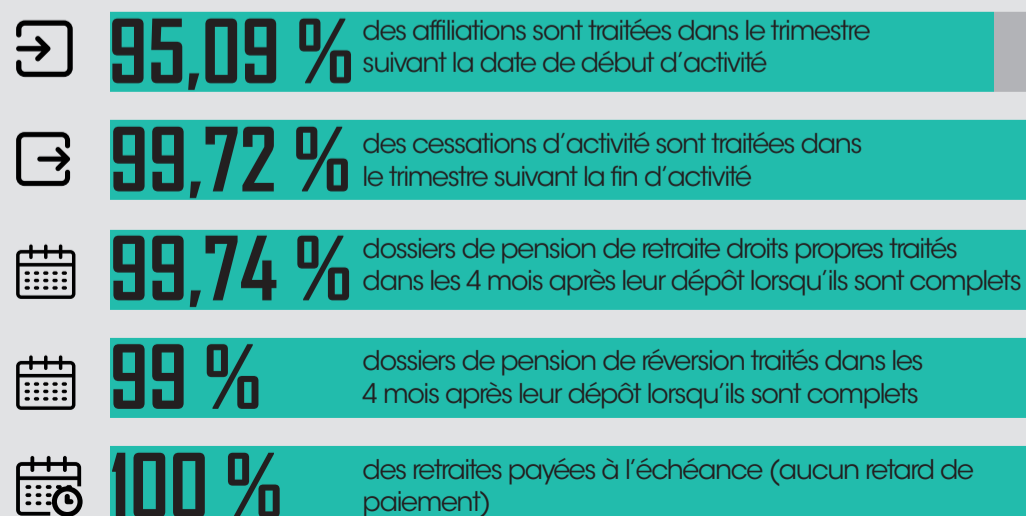 95,09 % des affiliations sont traitées dans le trimestre
suivant la date de début d'activité
99,72 % des cessations d'activité sont traitées dans
le trimestre suivant la fin d'activité
99,74 % dossiers de pension de retraite droits propres traités
dans les 4 mois après leur dépôt lorsqu'ils sont complets
99 % dossiers de pension de réversion traités dans les
4 mois après leur dépôt lorsqu'ils sont complets
100 % des retraites payées à l'échéance (aucun retard de
paiement)